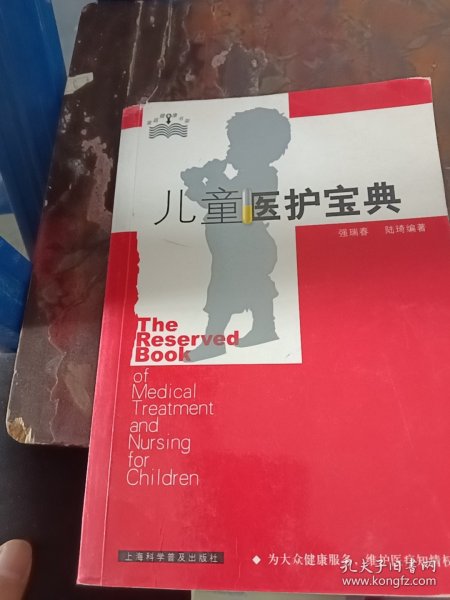 儿童医护宝典
强瑞春 陆琦编著
The
Reserved
Book
of
Medical
Treatment
and
Nursing
for
Children
上海科学普及出版社
◆ 为大众健康服务 维护医疗知情权
孔夫子旧书网
www.kongfz.com